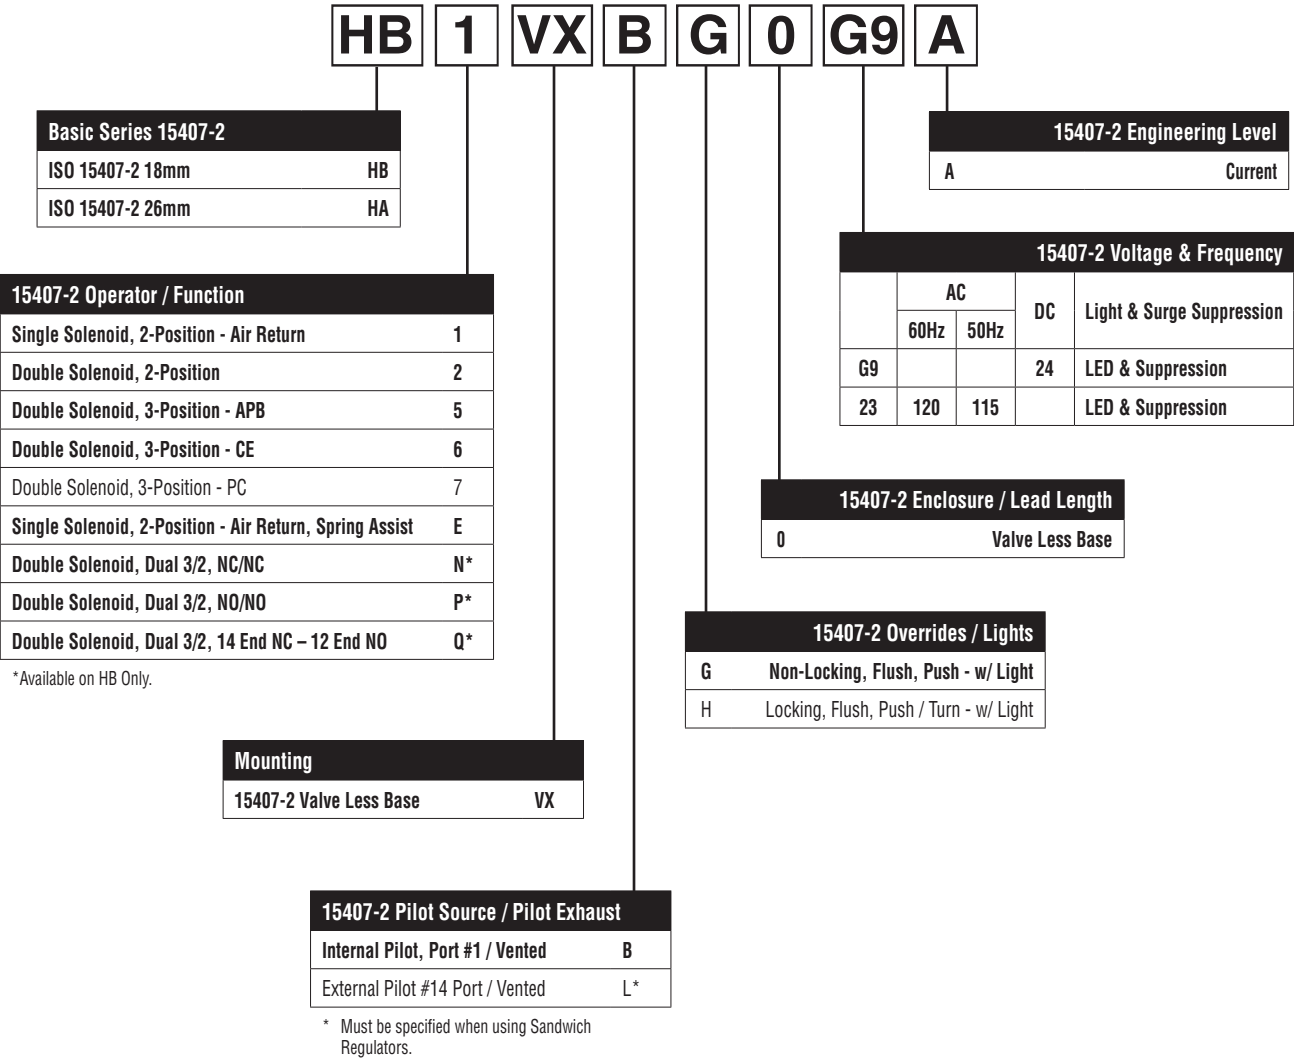 HB 1 VX B G 0 G9 A
Basic Series 15407-2
ISO 15407-2 18mm HB
ISO 15407-2 26mm HA
15407-2 Engineering Level
A Current
15407-2 Voltage & Frequency
AC DC Light & Surge Suppression
60Hz 50Hz
G9 24 LED & Suppression
23 120 115 LED & Suppression
15407-2 Operator / Function
Single Solenoid, 2-Position - Air Return 1
Double Solenoid, 2-Position 2
Double Solenoid, 3-Position - APB 5
Double Solenoid, 3-Position - CE 6
Double Solenoid, 3-Position - PC 7
Single Solenoid, 2-Position - Air Return, Spring Assist E
Double Solenoid, Dual 3/2, NC/NC N*
Double Solenoid, Dual 3/2, NO/NO P*
Double Solenoid, Dual 3/2, 14 End NC – 12 End NO Q*
*Available on HB Only.
15407-2 Enclosure / Lead Length
0 Valve Less Base
15407-2 Overrides / Lights
G Non-Locking, Flush, Push - w/ Light
H Locking, Flush, Push / Turn - w/ Light
Mounting
15407-2 Valve Less Base VX
15407-2 Pilot Source / Pilot Exhaust
Internal Pilot, Port #1 / Vented B
External Pilot #14 Port / Vented L*
* Must be specified when using Sandwich
Regulators.